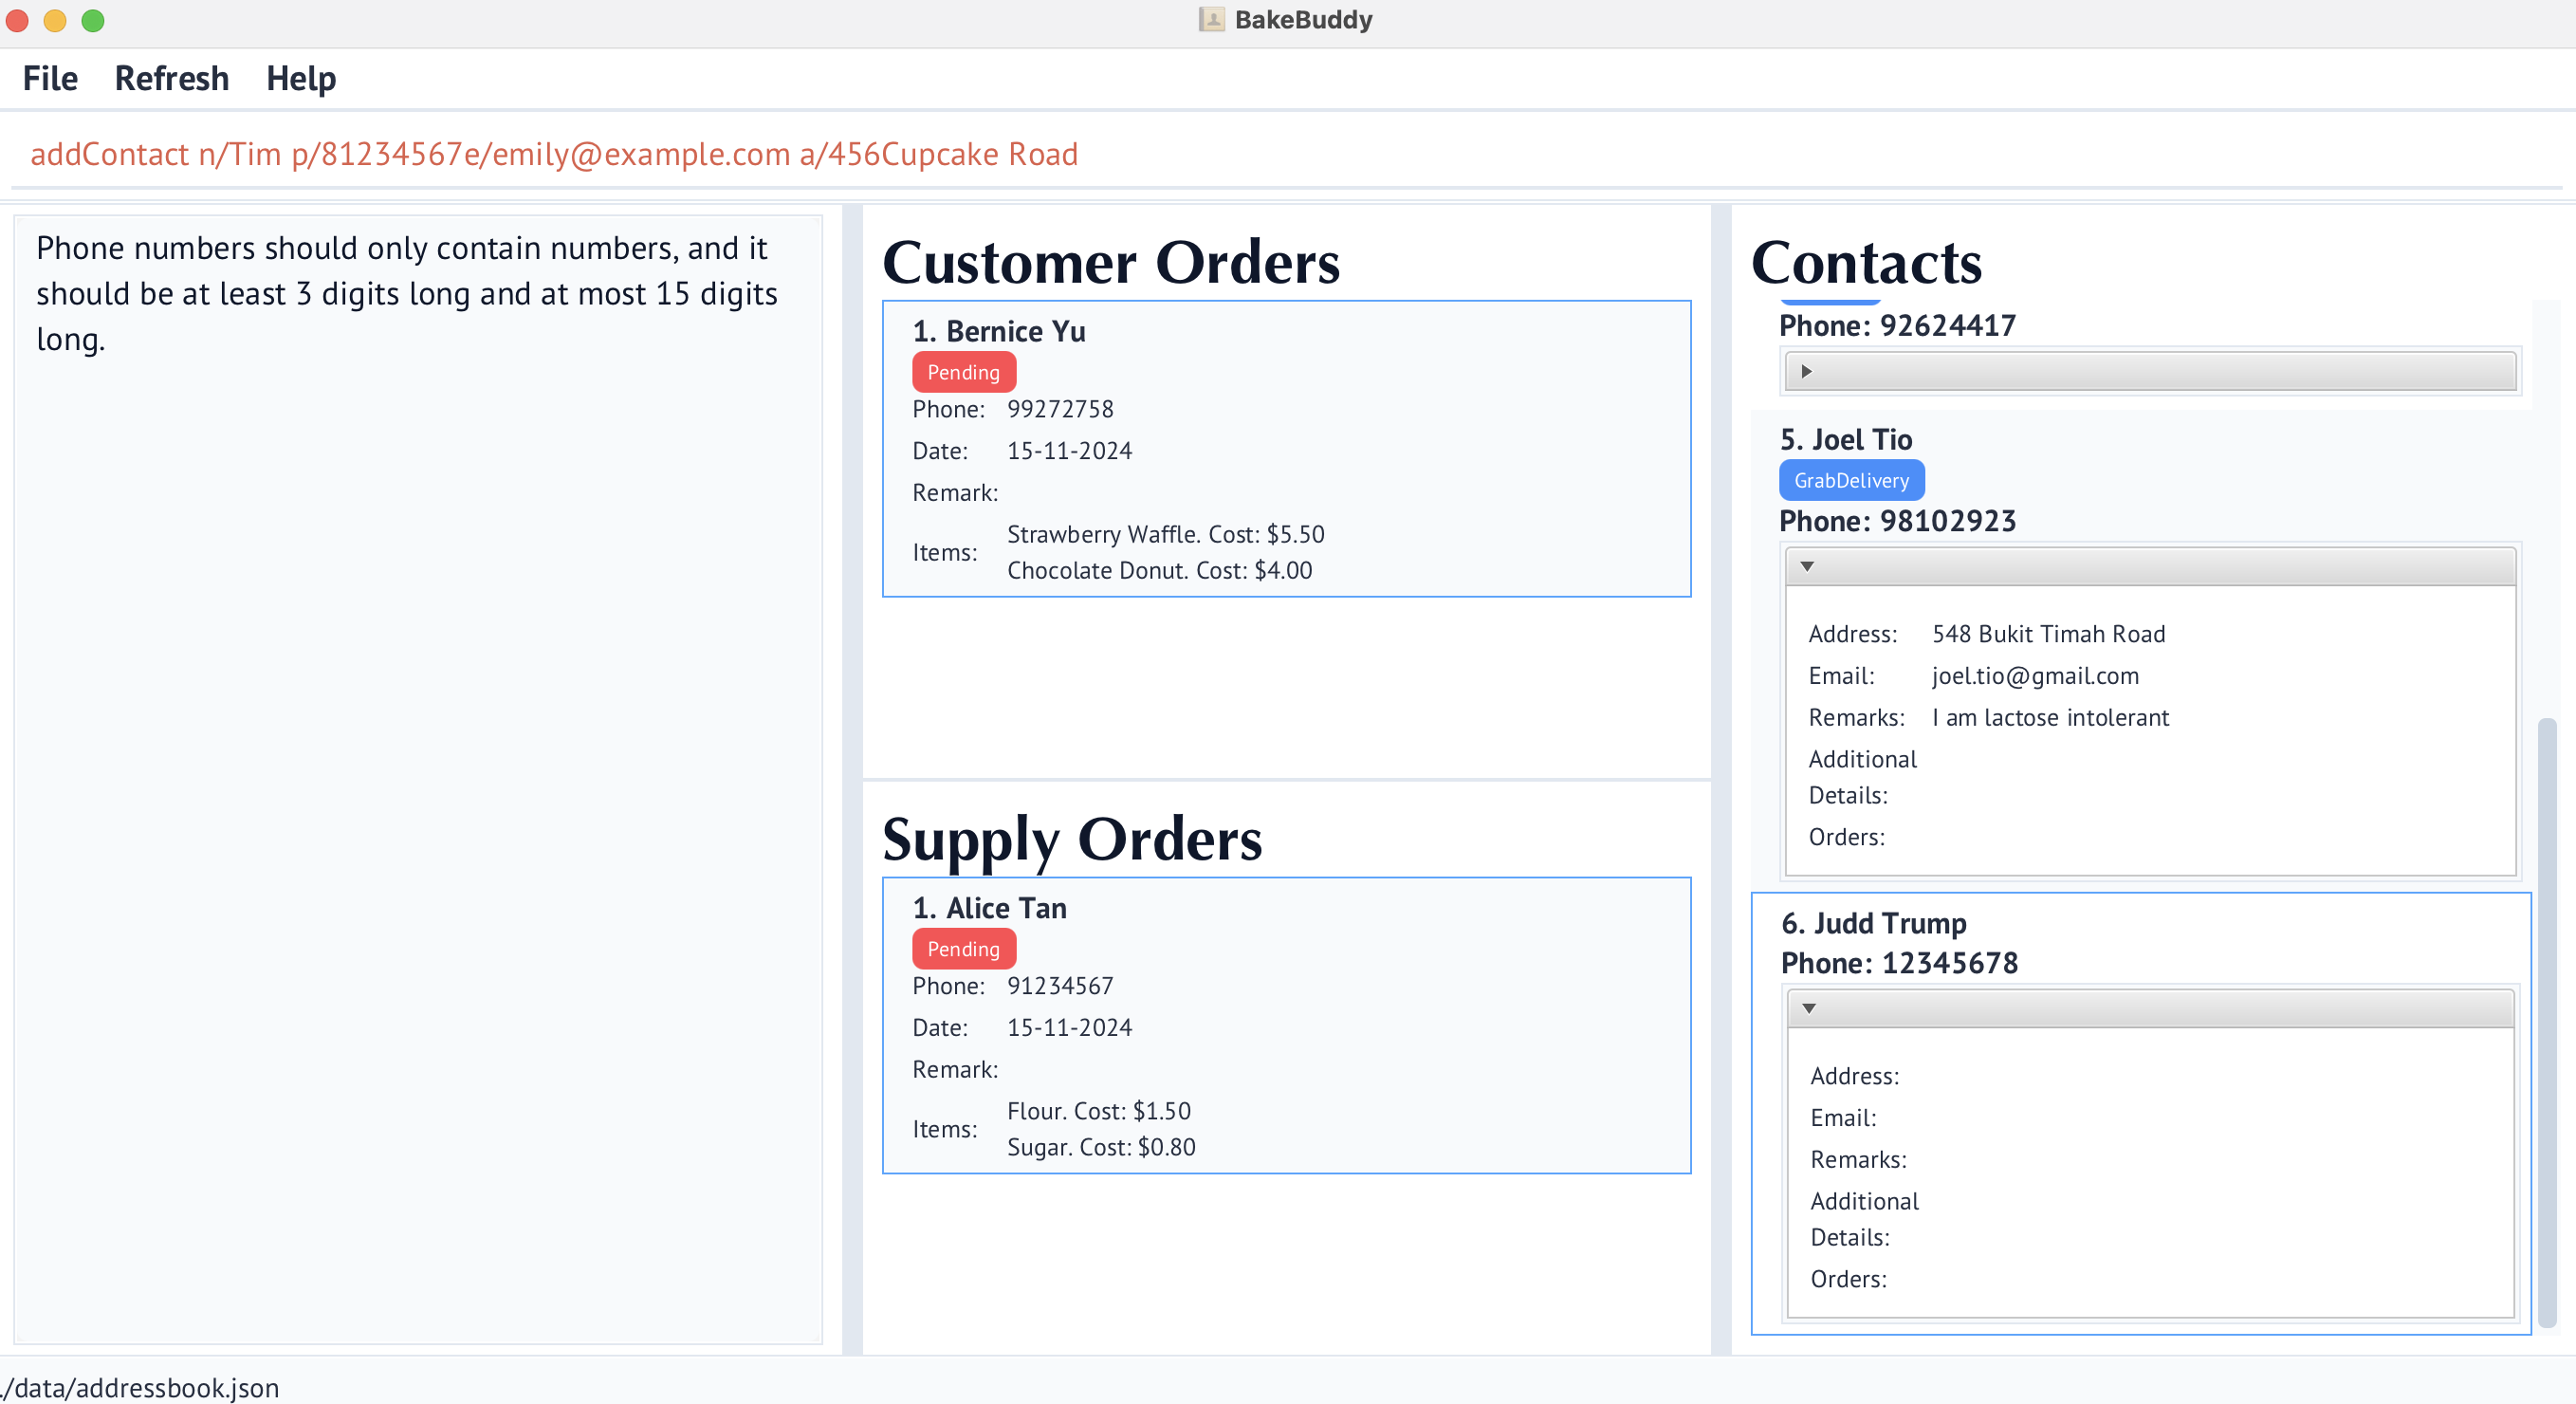 BakeBuddy
File Refresh Help
addContact n/Tim p/81234567e/emily@example.com a/456Cupcake Road
Phone numbers should only contain numbers, and it
should be at least 3 digits long and at most 15 digits
long.
Customer Orders
1. Bernice Yu
Pending
Phone: 99272758
Date: 15-11-2024
Remark:
Items:
Strawberry Waffle. Cost: $5.50
Chocolate Donut. Cost: $4.00
Supply Orders
1. Alice Tan
Pending
Phone: 91234567
Date: 15-11-2024
Remark:
Items:
Flour. Cost: $1.50
Sugar. Cost: $0.80
Contacts
Phone: 92624417
5. Joel Tio
GrabDelivery
Phone: 98102923
Address: 548 Bukit Timah Road
Email: joel.tio@gmail.com
Remarks: I am lactose intolerant
Additional
Details:
Orders:
6. Judd Trump
Phone: 12345678
Address:
Email:
Remarks:
Additional
Details:
Orders:
./data/addressbook.json